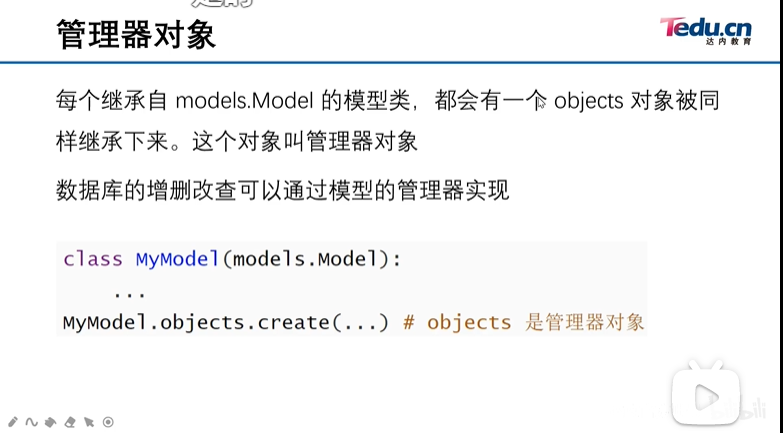 管理器对象
Tedu.cn
达内教育
每个继承自 models.Model 的模型类，都会有一个 objects 对象被同
样继承下来。这个对象叫管理器对象
数据库的增删改查可以通过模型的管理器实现
class MyModel(models.Model):
...
MyModel.objects.create(...) # objects 是管理器对象